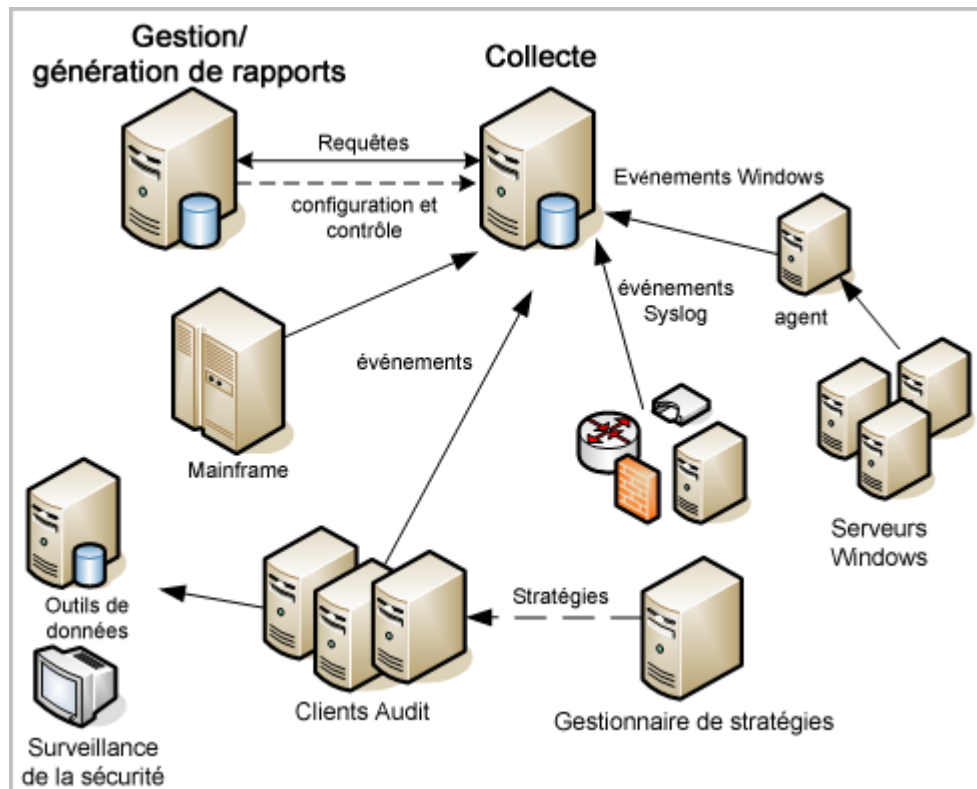 Gestion/
génération de rapports
Collecte
Requêtes
configuration et
contrôle
Evénements Windows
événements
Syslog
agent
événements
Mainframe
Serveurs
Windows
Outils de
données
Stratégies
Clients Audit
Gestionnaire de stratégies
Surveillance
de la sécurité